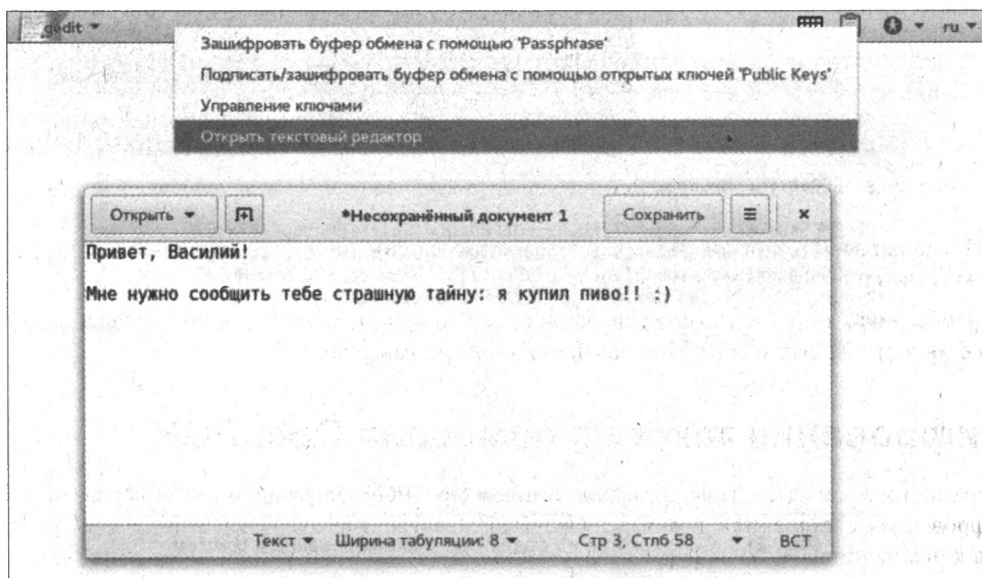 gedit
ru
Зашифровать буфер обмена с помощью 'Passphrase'
Подписать/зашифровать буфер обмена с помощью открытых ключей 'Public Keys'
Управление ключами
Открыть текстовый редактор
Открыть
*Несохранённый документ 1
Сохранить
Привет, Василий!
Мне нужно сообщить тебе страшную тайну: я купил пиво!! :)
Текст
Ширина табуляции: 8
Стр 3, Стлб 58
ВСТ